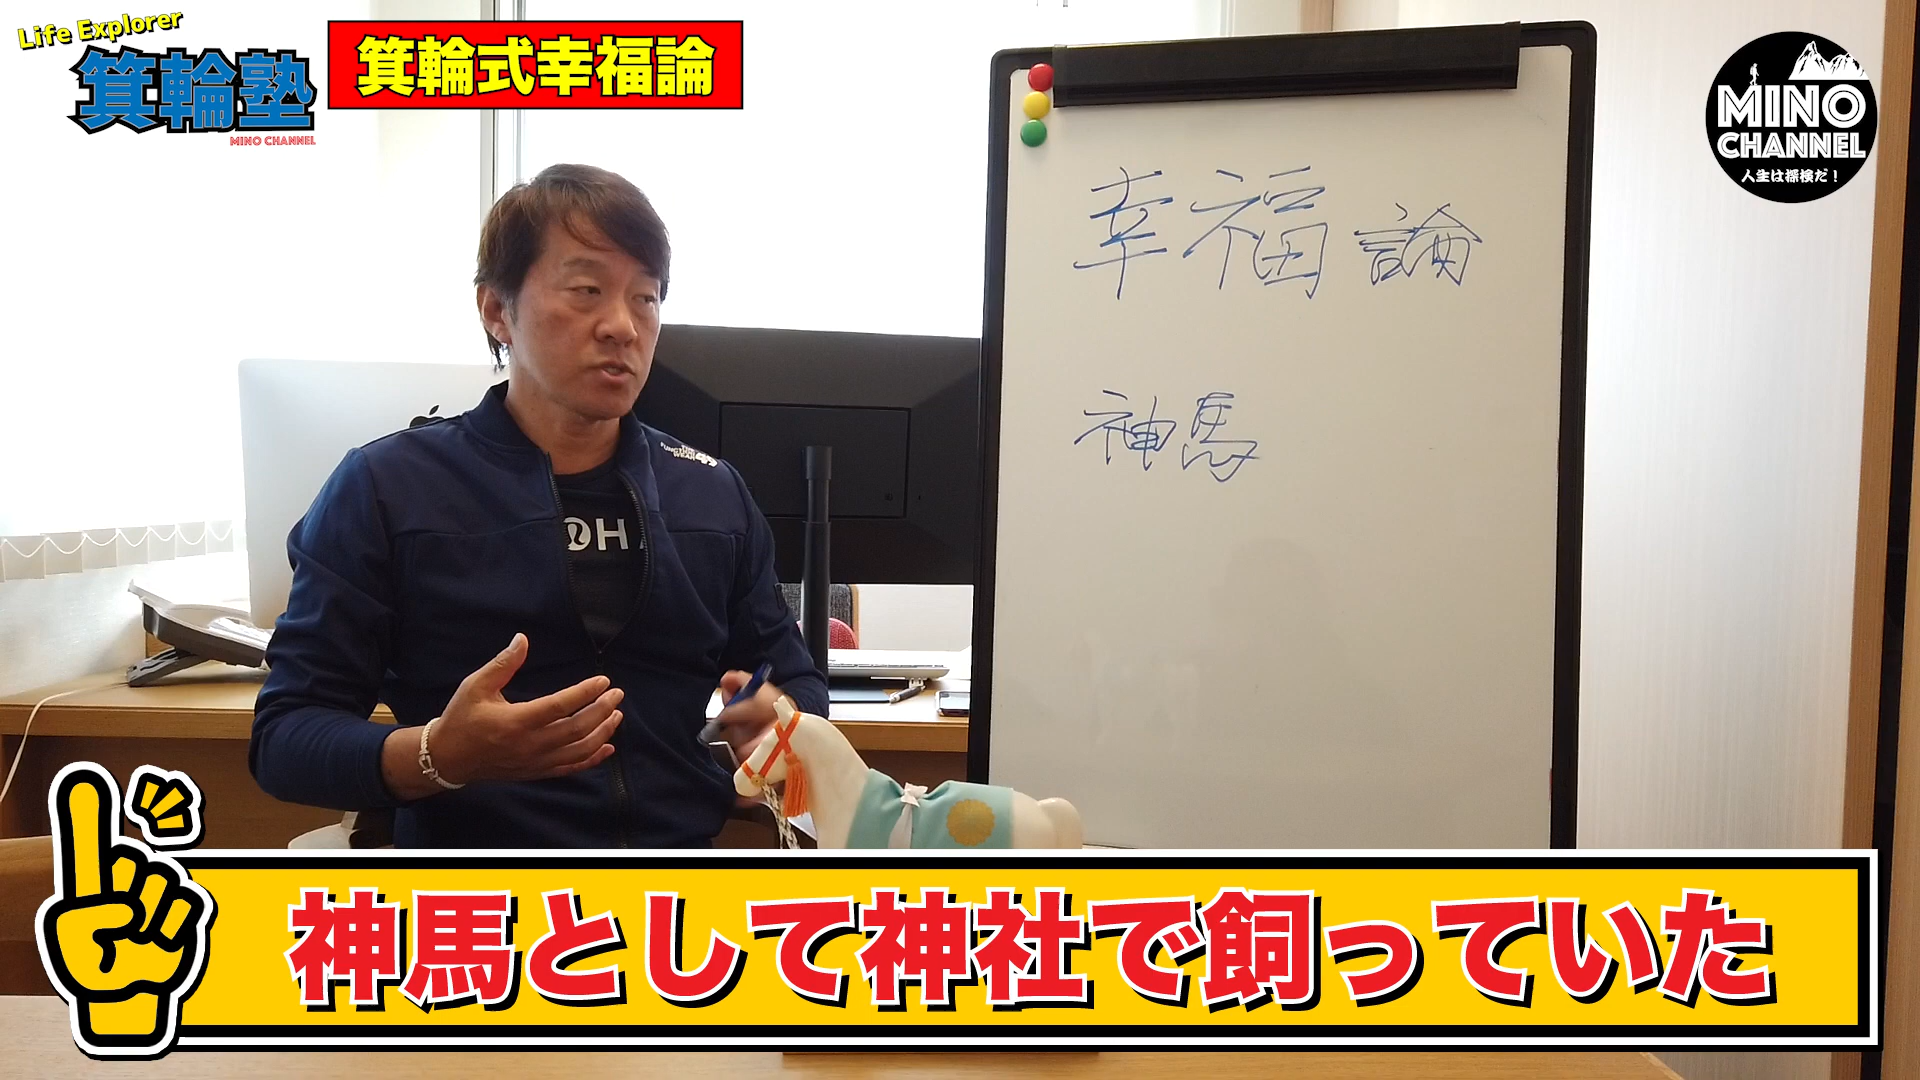 Life Explorer
箕輪塾
MINO CHANNEL
箕輪式幸福論
MINO
CHANNEL
人生は探検だ！
幸福論
神馬
神馬として神社で飼っていた